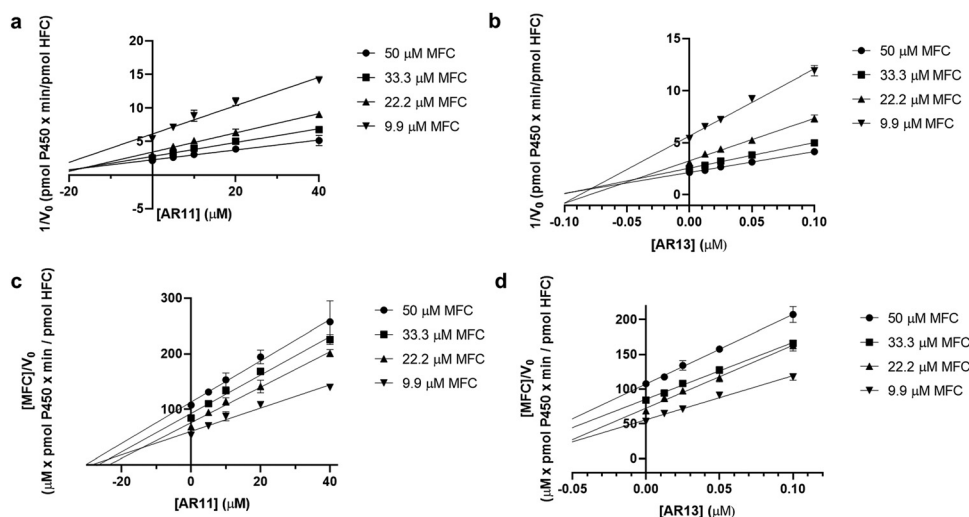 a
1/V₀ (pmol P450 x min/pmol HFC)
15
10
5
-5
-20
20
40
[AR11] (μM)
50 μM MFC
33.3 μM MFC
22.2 μM MFC
9.9 μM MFC
b
1/V₀ (pmol P450 x min/pmol HFC)
15
10
5
0
-0.10
-0.05
0.00
0.05
0.10
[AR13] (μM)
50 μM MFC
33.3 μM MFC
22.2 μM MFC
9.9 μM MFC
c
[MFC]/V₀
(μM x pmol P450 x min / pmol HFC)
300
200
100
-40
-20
0
20
40
[AR11] (μM)
50 μM MFC
33.3 μM MFC
22.2 μM MFC
9.9 μM MFC
d
[MFC]/V₀
(μM x pmol P450 x min / pmol HFC)
200
150
100
50
0
-0.05
0.00
0.05
0.10
[AR13] (μM)
50 μM MFC
33.3 μM MFC
22.2 μM MFC
9.9 μM MFC